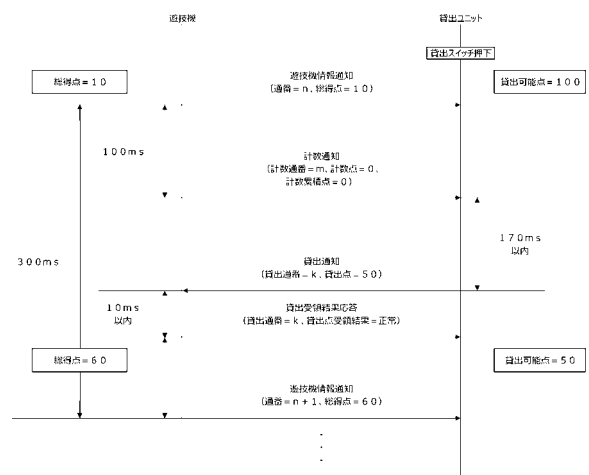 遊技機
貸出ユニット
貸出スイッチ押下
総得点=10
遊技機情報通知
(通番=n、総得点=10)
貸出可能点=100
100ms
計数通知
(計数通番=m、計数点=0、
計数累積点=0)
300ms
170ms
以内
貸出通知
(貸出通番=k、貸出点=50)
10ms
以内
貸出受領結果応答
(貸出通番=k、貸出点受領結果=正常)
総得点=60
貸出可能点=50
遊技機情報通知
(通番=n+1、総得点=60)